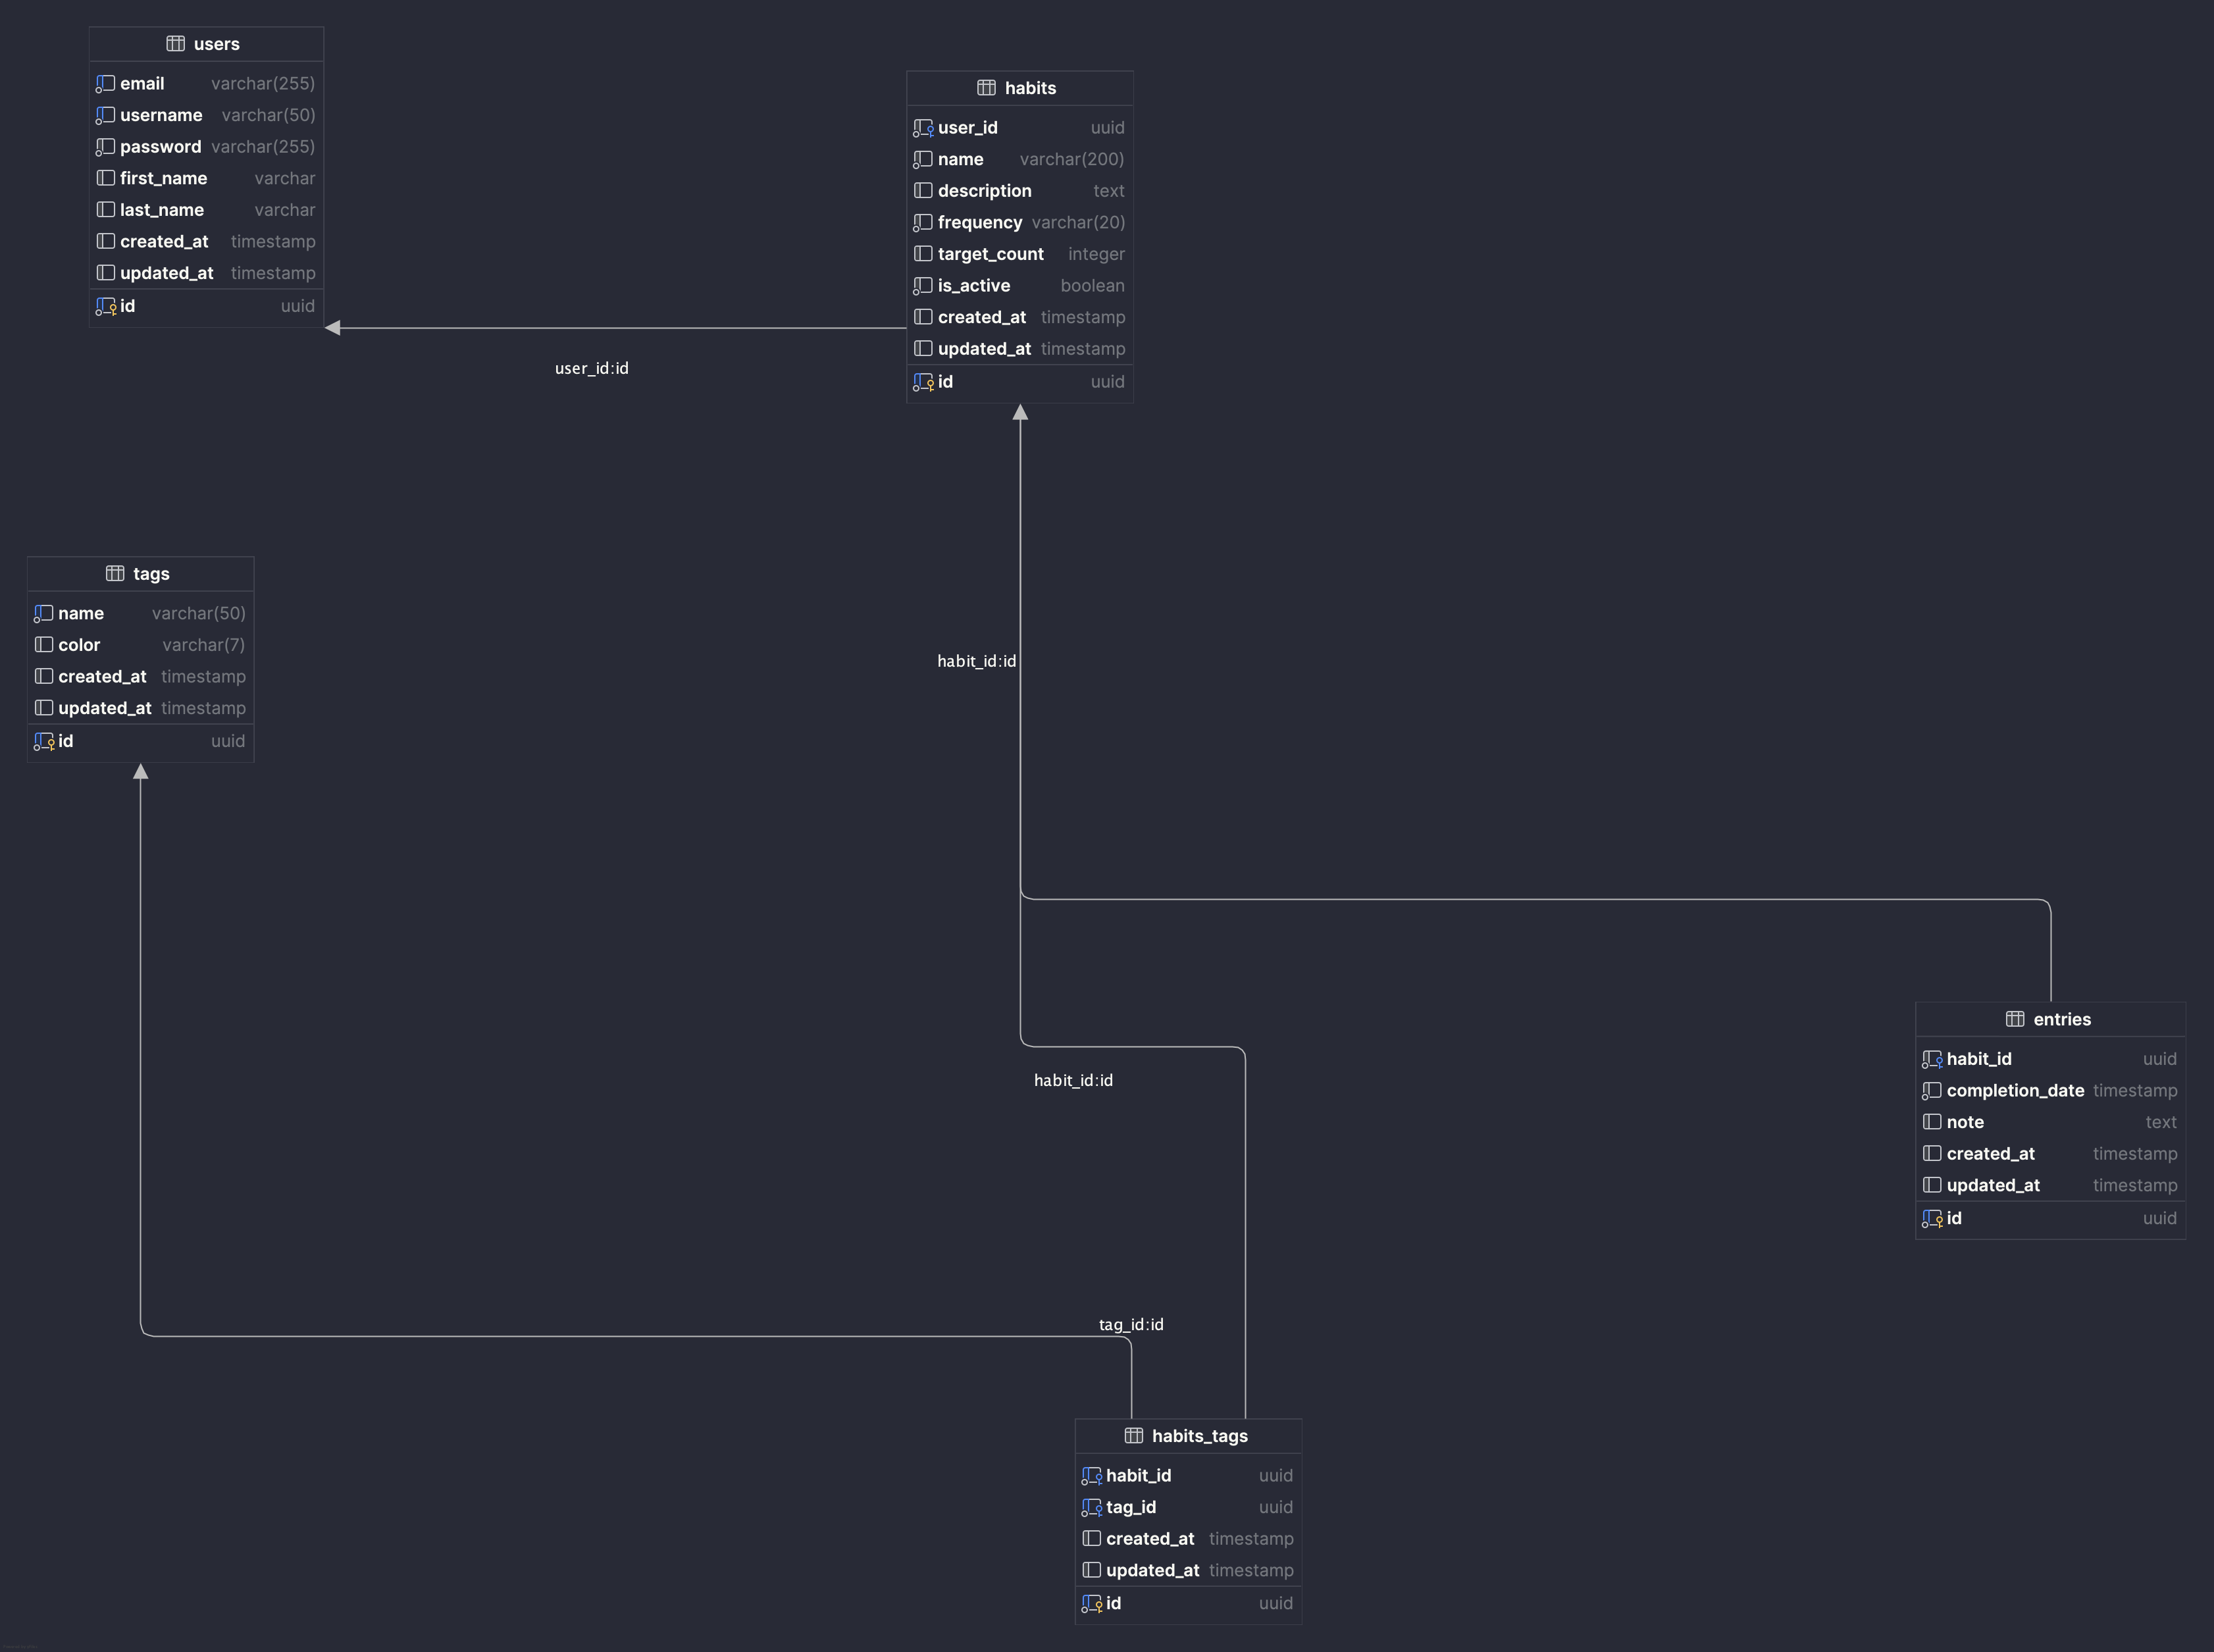 users
email varchar(255)
username varchar(50)
password varchar(255)
first_name varchar
last_name varchar
created_at timestamp
updated_at timestamp
id uuid
habits
user_id uuid
name varchar(200)
description text
frequency varchar(20)
target_count integer
is_active boolean
created_at timestamp
updated_at timestamp
id uuid
user_id:id
tags
name varchar(50)
color varchar(7)
created_at timestamp
updated_at timestamp
id uuid
habit_id:id
entries
habit_id uuid
completion_date timestamp
note text
created_at timestamp
updated_at timestamp
id uuid
habit_id:id
tag_id:id
habits_tags
habit_id uuid
tag_id uuid
created_at timestamp
updated_at timestamp
id uuid